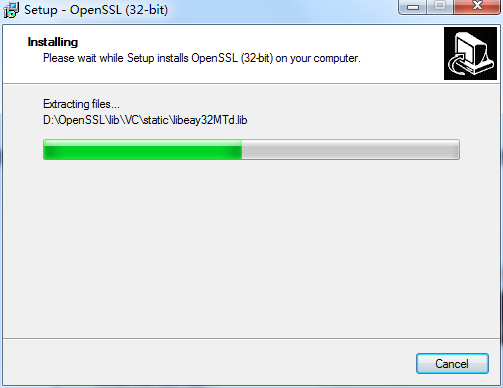 Setup - OpenSSL (32-bit)
Installing
Please wait while Setup installs OpenSSL (32-bit) on your computer.
Extracting files...
D:\OpenSSL\lib\VC\static\libeay32MTd.lib
Cancel